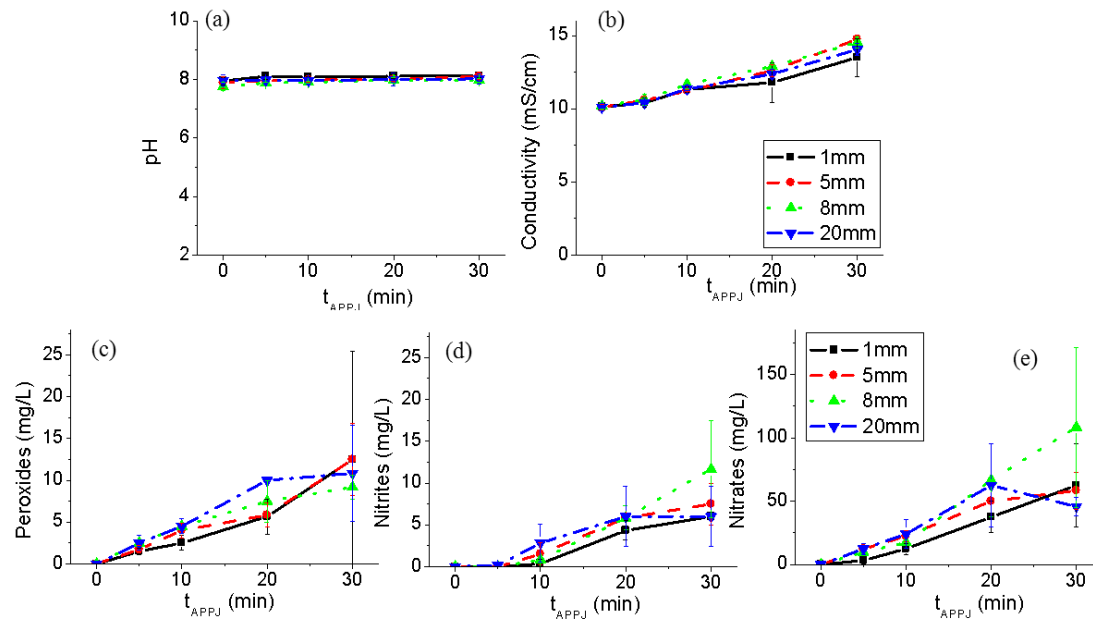 (a)
10
8
6
4
2
pH
0 10 20 30
t_APPJ (min)
(b)
15
10
5
0
Conductivity (mS/cm)
1mm
5mm
8mm
20mm
0 10 20 30
t_APPJ (min)
(c)
25
20
15
10
5
0
Peroxides (mg/L)
0 10 20 30
t_APPJ (min)
(d)
25
20
15
10
5
0
Nitrites (mg/L)
0 10 20 30
t_APPJ (min)
(e)
150
100
50
0
Nitrates (mg/L)
1mm
5mm
8mm
20mm
0 10 20 30
t_APPJ (min)